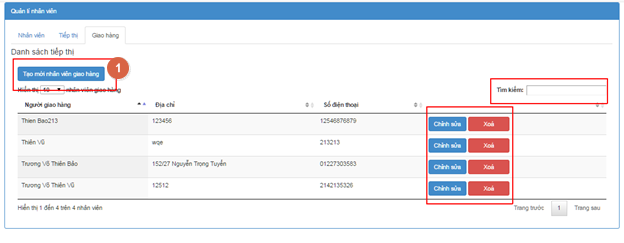 Quản lí nhân viên
Nhân viên Tiếp thị Giao hàng
Danh sách tiếp thị
Tạo mới nhân viên giao hàng 1
Hiển thị 10 nhân viên giao hàng Tìm kiếm:
Người giao hàng Địa chỉ Số điện thoại
Thien Bao213 123456 12546876879 Chỉnh sửa Xoá
Thiên Vũ wqe 213213 Chỉnh sửa Xoá
Trương Võ Thiên Bảo 152/27 Nguyễn Trọng Tuyển 01227303583 Chỉnh sửa Xoá
Trương Võ Thiên Vũ 12512 2142135326 Chỉnh sửa Xoá
Hiển thị 1 đến 4 trên 4 nhân viên Trang trước 1 Trang sau